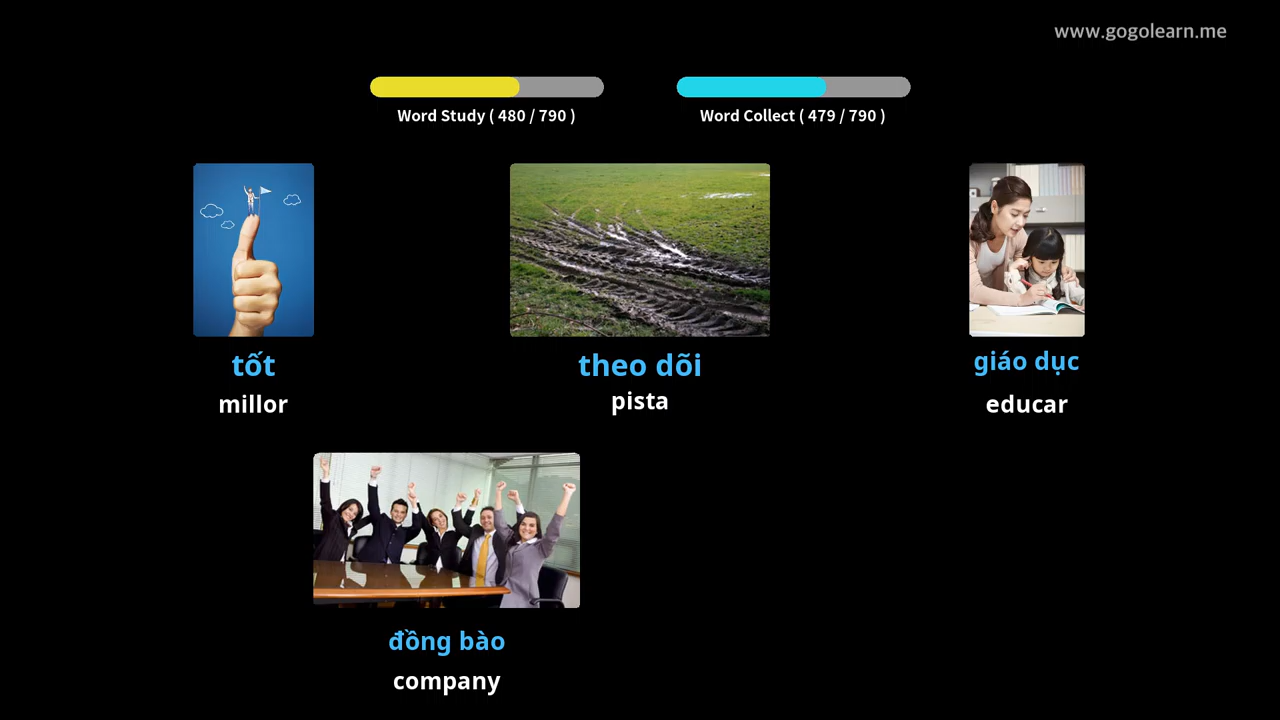 www.gogolearn.me
Word Study ( 480 / 790 )
Word Collect ( 479 / 790 )
tốt
millor
theo dõi
pista
giáo dục
educar
đồng bào
company